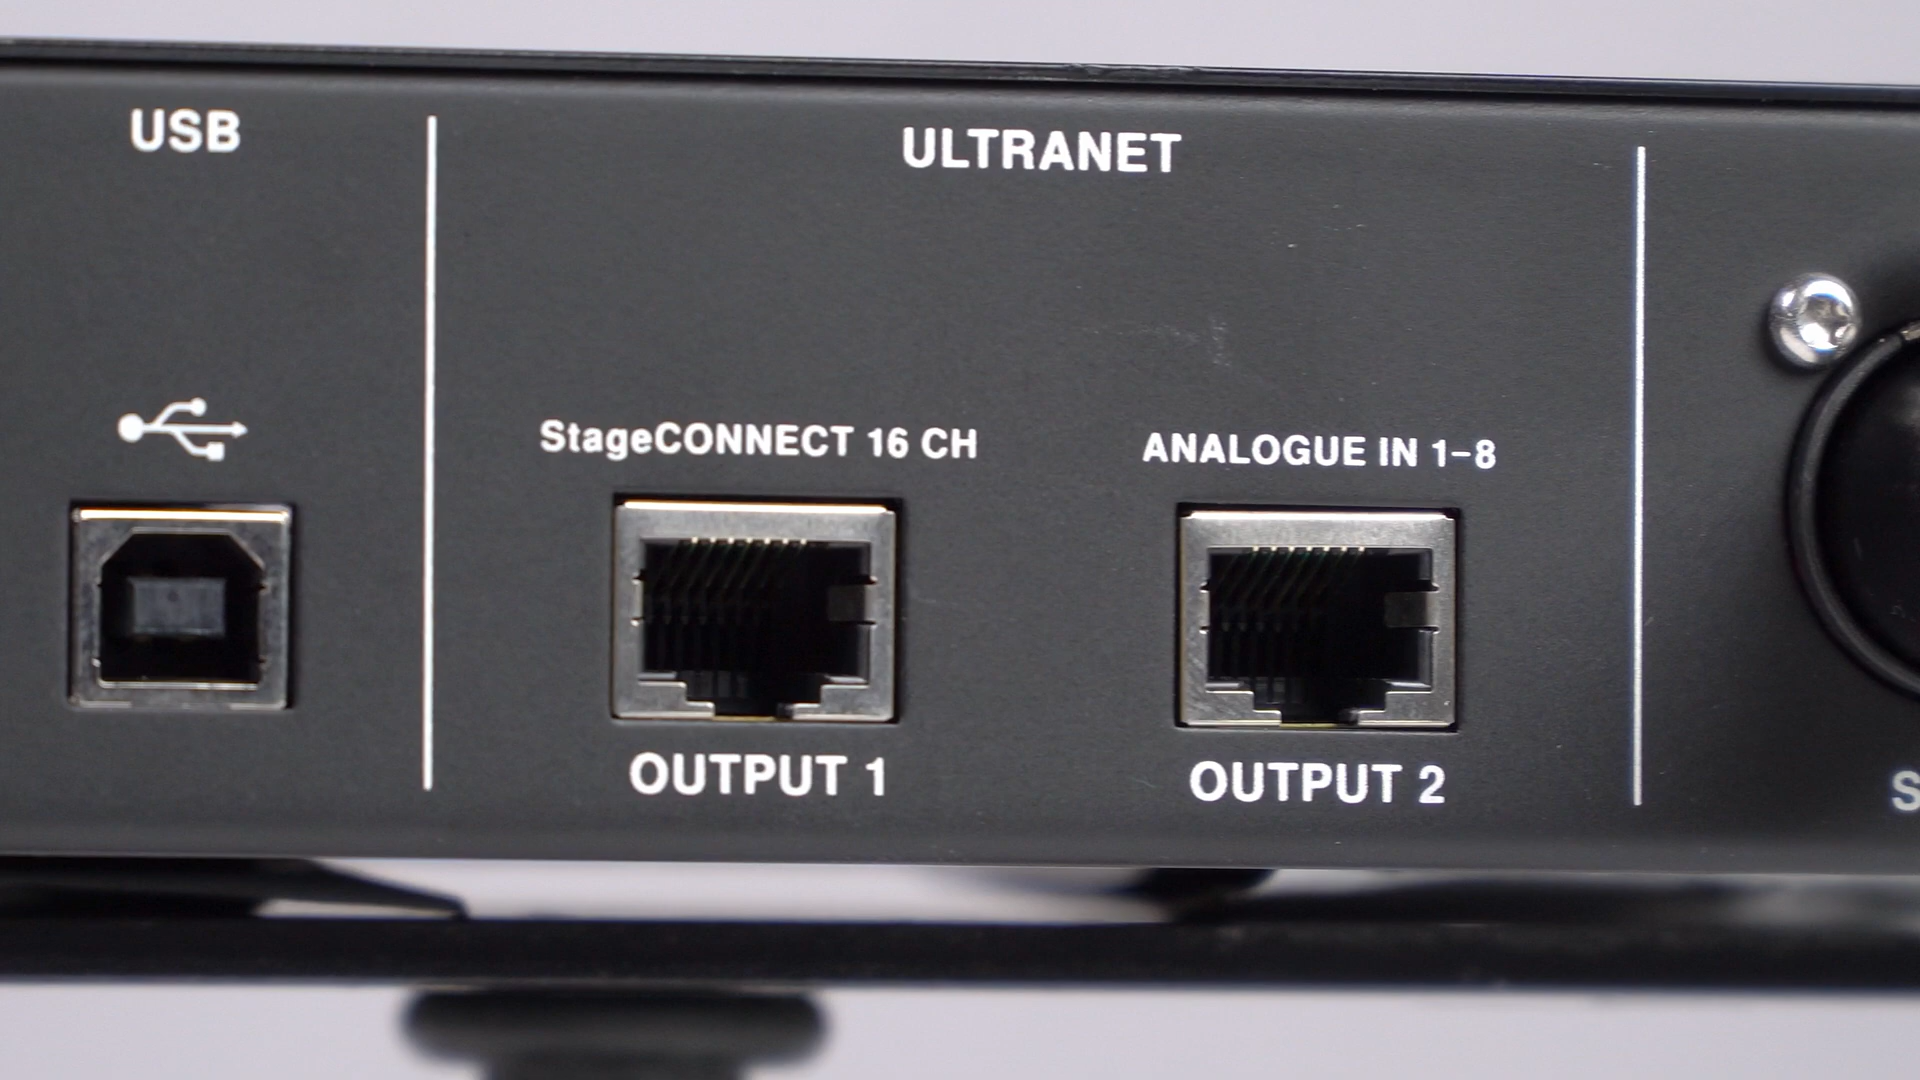 USB
ULTRANET
StageCONNECT 16 CH
ANALOGUE IN 1-8
OUTPUT 1
OUTPUT 2